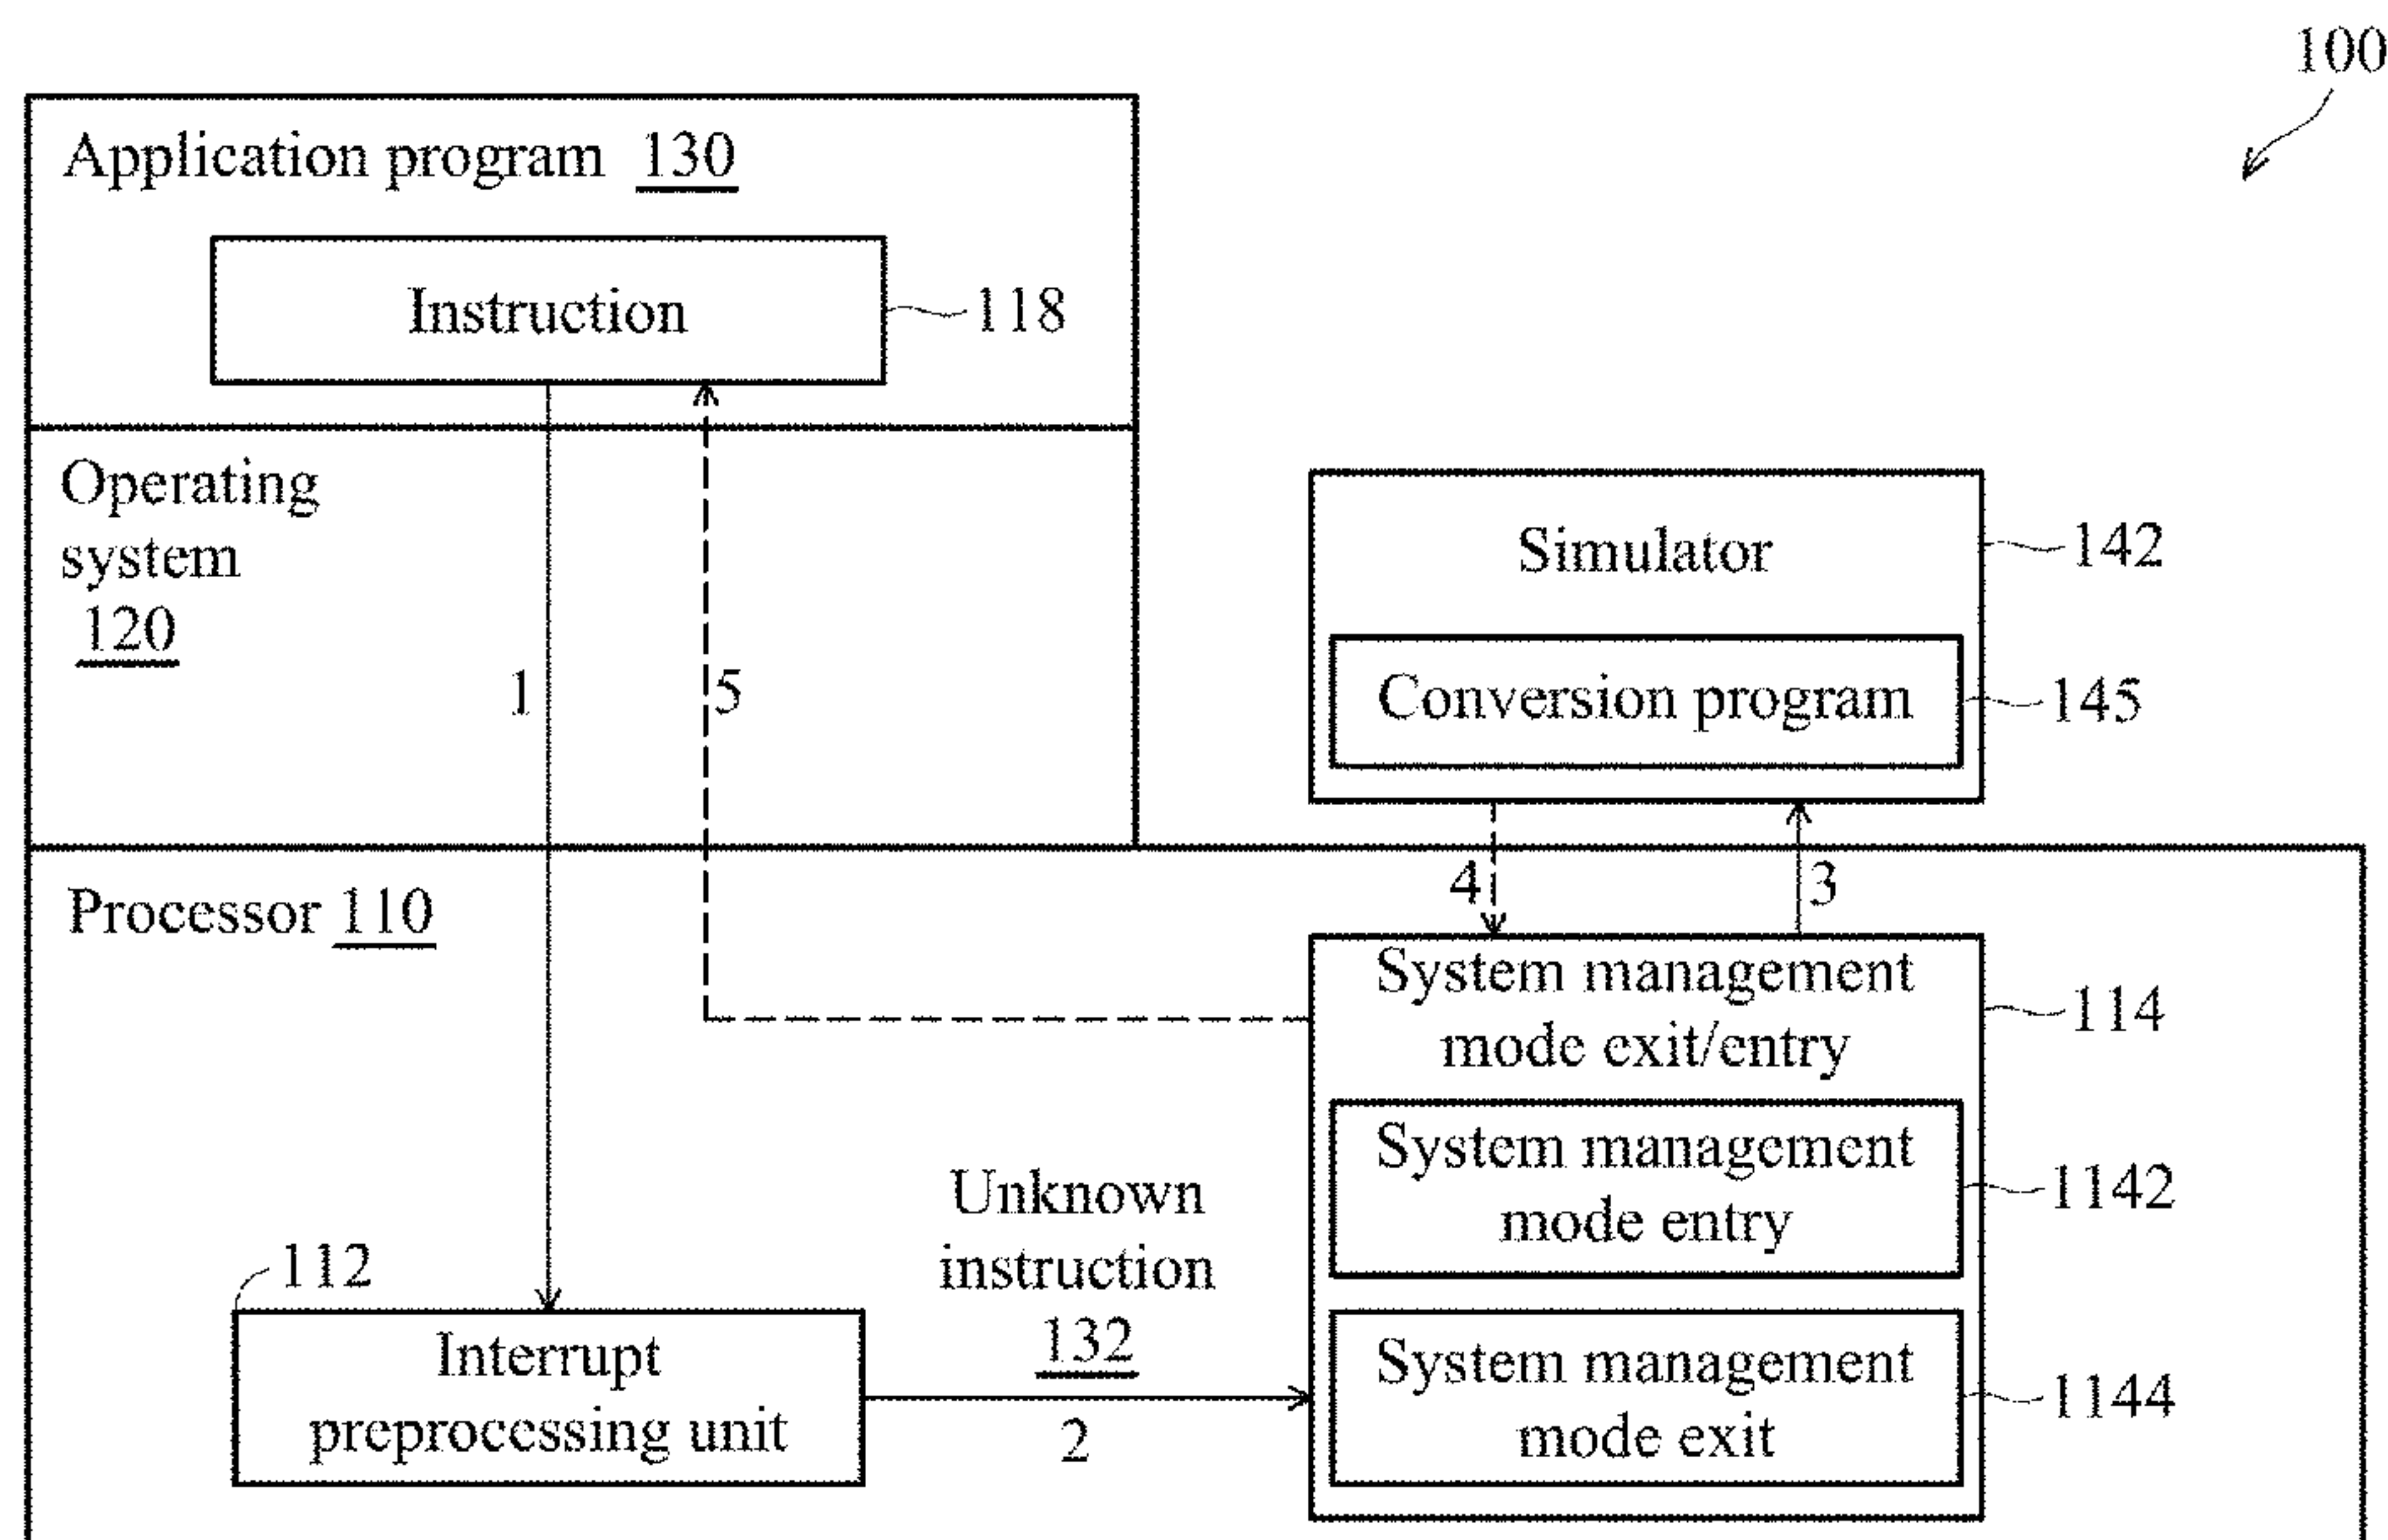 100
Application program 130
Instruction
118
Operating
system
120
1
5
Simulator
142
Conversion program
145
4
3
Processor 110
System management
mode exit/entry
114
System management
mode entry
1142
Unknown
instruction
132
2
112
Interrupt
preprocessing unit
System management
mode exit
1144